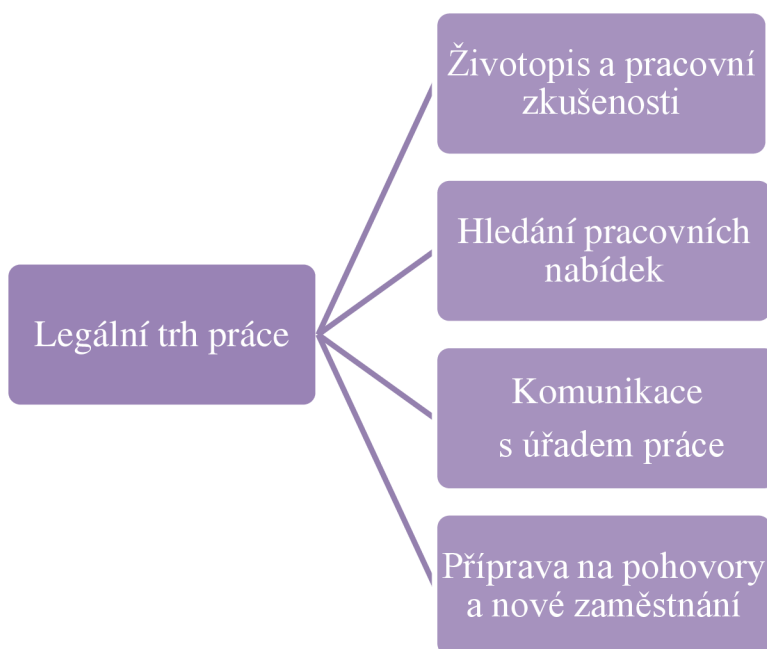 Životopis a pracovní
zkušenosti
Hledání pracovních
nabídek
Legální trh práce
Komunikace
s úřadem práce
Příprava na pohovory
a nové zaměstnání